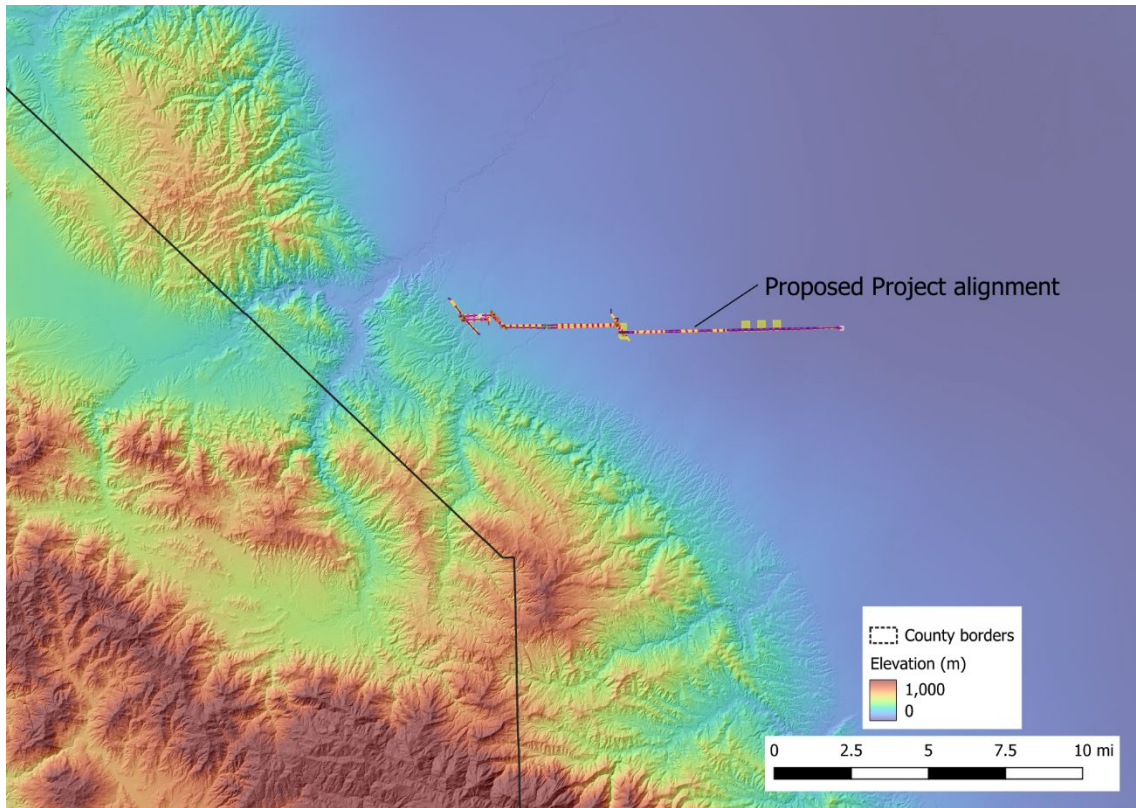 Proposed Project alignment
County borders
Elevation (m)
1,000
0
0 2.5 5 7.5 10 mi